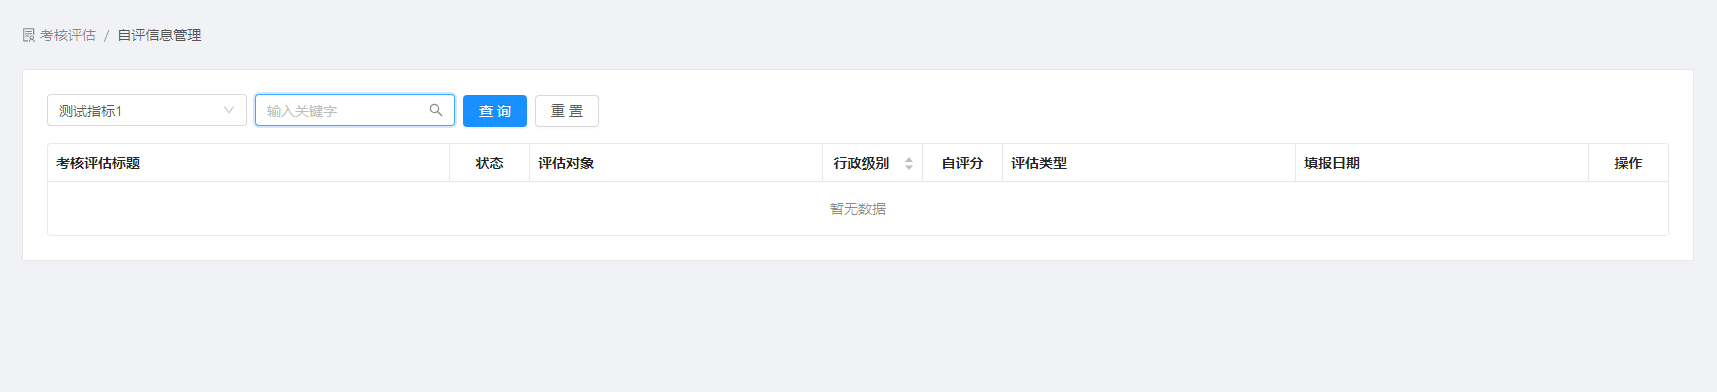 考核评估 / 自评信息管理
测试指标1 输入关键字 查 询 重 置
考核评估标题 状态 评估对象 行政级别 自评分 评估类型 填报日期 操作
暂无数据